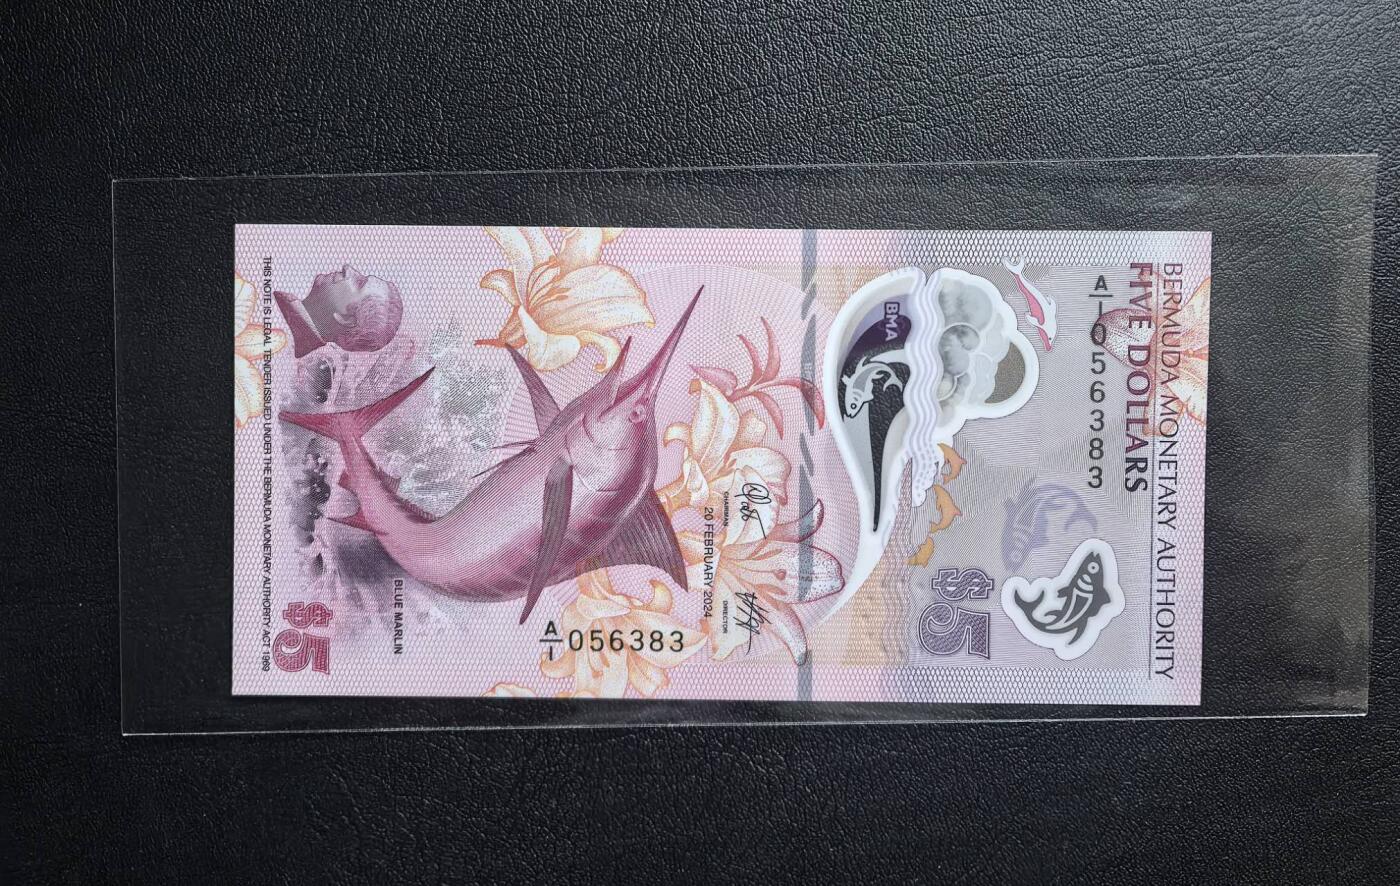 BERMUDA MONETARY AUTHORITY
FIVE DOLLARS
A/1 056383
$5
BMA
CHAIRMAN
DIRECTOR
20 FEBRUARY 2024
A/1 056383
BLUE MARLIN
$5
THIS NOTE IS LEGAL TENDER ISSUED UNDER THE BERMUDA MONETARY AUTHORITY ACT 1969